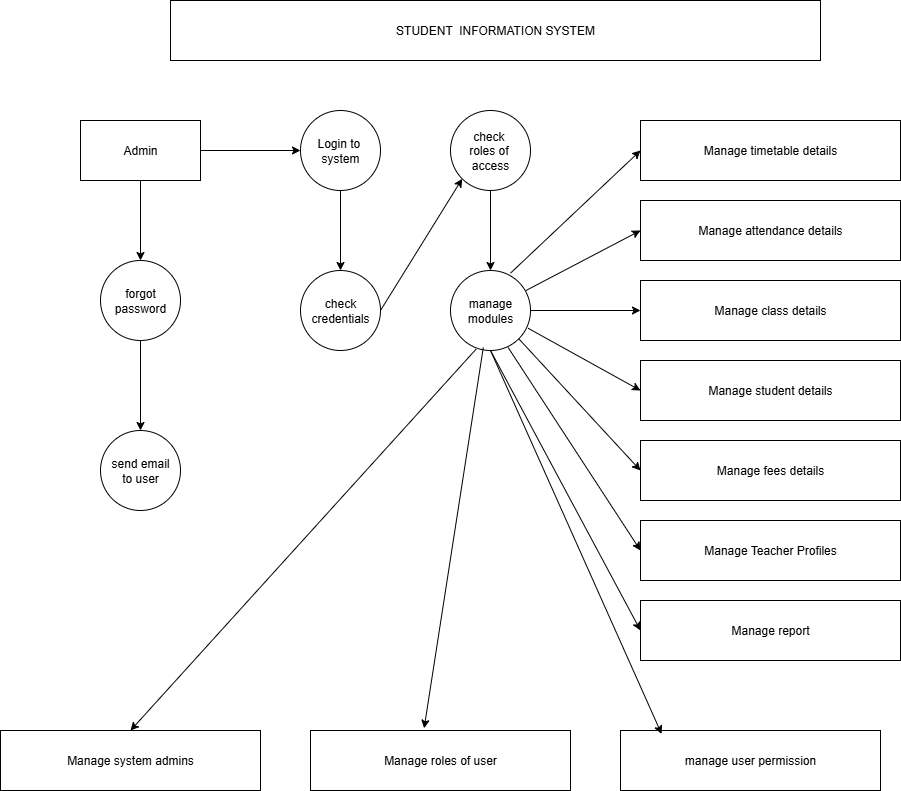 STUDENT  INFORMATION SYSTEM
Admin
Login to
system
check
roles of
access
Manage timetable details
Manage attendance details
forgot
password
check
credentials
manage
modules
Manage class details
Manage student details
send email
to user
Manage fees details
Manage Teacher Profiles
Manage report
Manage system admins
Manage roles of user
manage user permission